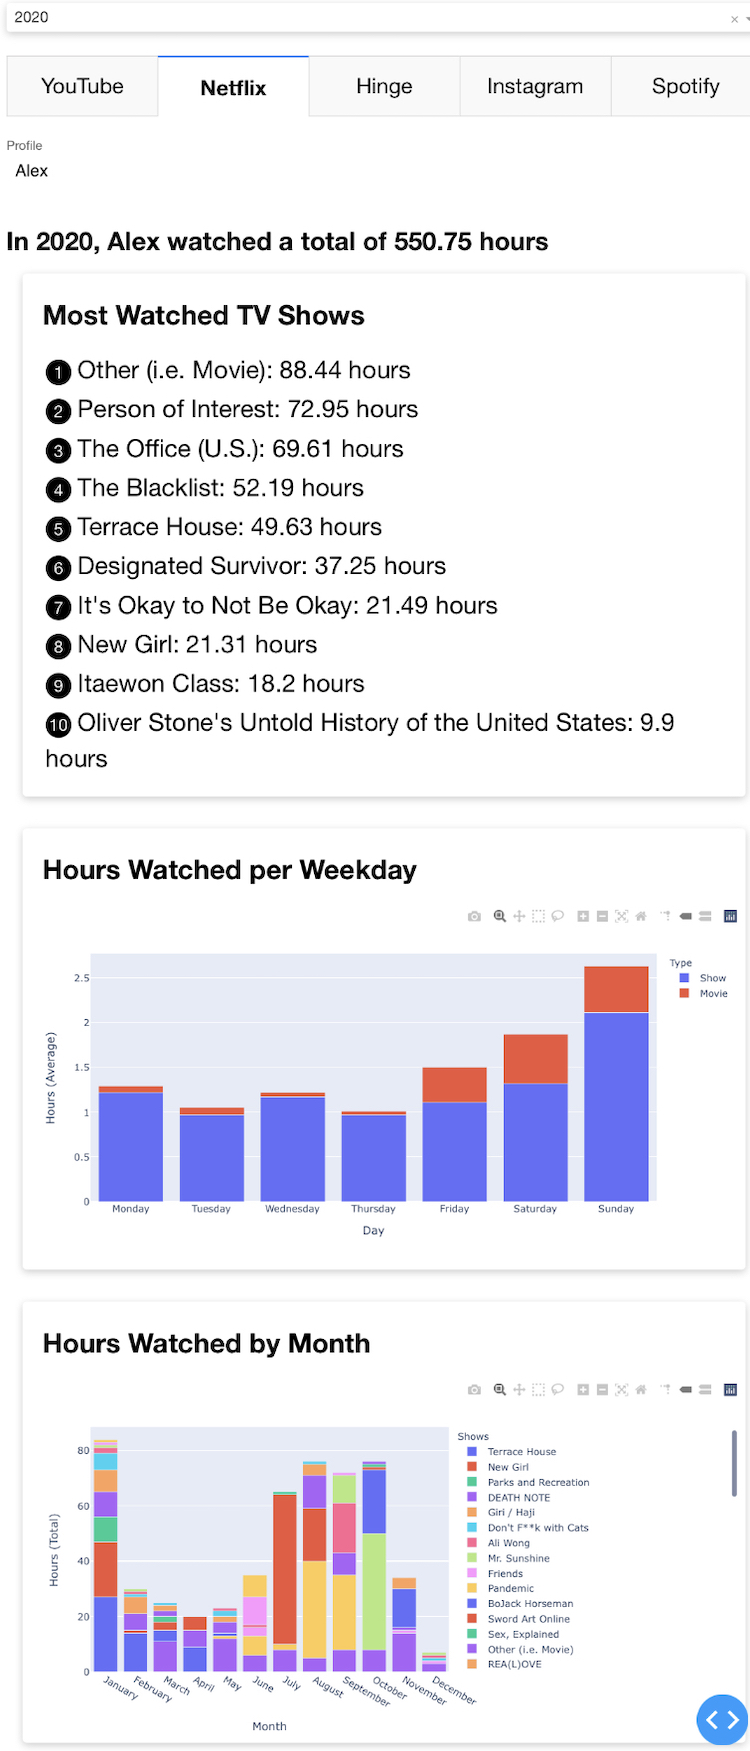 2020
YouTube
Netflix
Hinge
Instagram
Spotify
Profile
Alex
In 2020, Alex watched a total of 550.75 hours
Most Watched TV Shows
1 Other (i.e. Movie): 88.44 hours
2 Person of Interest: 72.95 hours
3 The Office (U.S.): 69.61 hours
4 The Blacklist: 52.19 hours
5 Terrace House: 49.63 hours
6 Designated Survivor: 37.25 hours
7 It's Okay to Not Be Okay: 21.49 hours
8 New Girl: 21.31 hours
9 Itaewon Class: 18.2 hours
10 Oliver Stone's Untold History of the United States: 9.9
hours
Hours Watched per Weekday
Type
Show
Movie
Hours (Average)
2.5
2
1.5
1
0.5
0
Monday
Tuesday
Wednesday
Thursday
Friday
Saturday
Sunday
Day
Hours Watched by Month
Shows
Terrace House
New Girl
Parks and Recreation
DEATH NOTE
Giri / Haji
Don't F**k with Cats
Ali Wong
Mr. Sunshine
Friends
Pandemic
BoJack Horseman
Sword Art Online
Sex, Explained
Other (i.e. Movie)
REA(L)OVE
Hours (Total)
80
60
40
20
0
January
February
March
April
May
June
July
August
September
October
November
December
Month